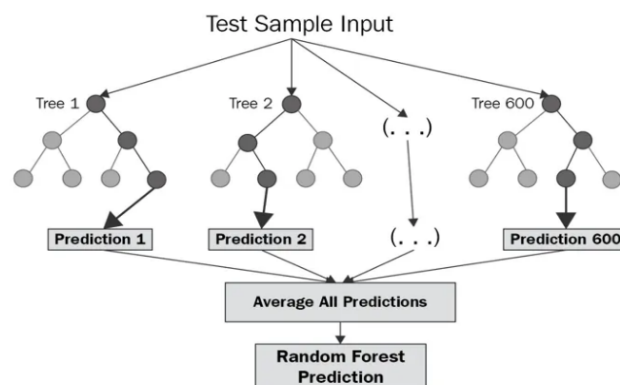 Test Sample Input
Tree 1
Tree 2
(. . .)
Tree 600
Prediction 1
Prediction 2
(. . .)
Prediction 600
Average All Predictions
Random Forest
Prediction